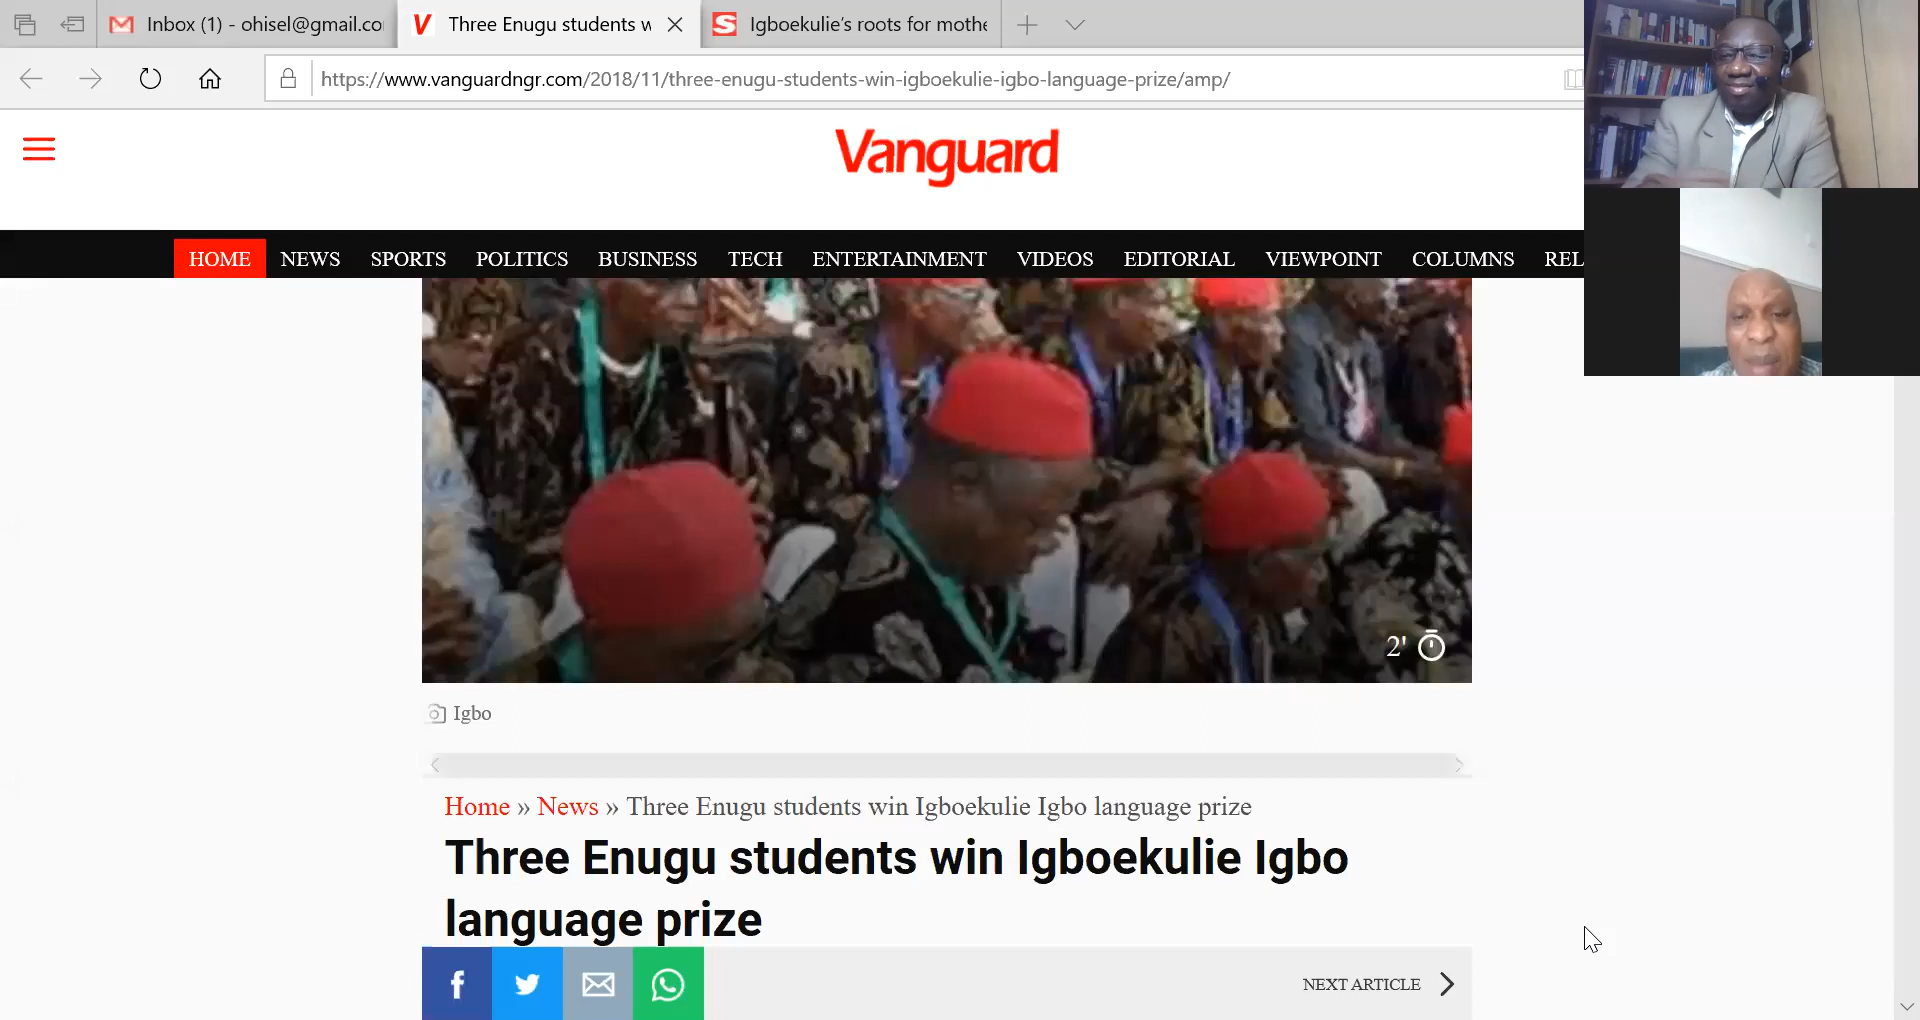 Inbox (1) - ohisel@gmail.co
Three Enugu students w
Igboekulie's roots for mothe
https://www.vanguardngr.com/2018/11/three-enugu-students-win-igboekulie-igbo-language-prize/amp/
Vanguard
HOME NEWS SPORTS POLITICS BUSINESS TECH ENTERTAINMENT VIDEOS EDITORIAL VIEWPOINT COLUMNS REL
2'
Igbo
Home » News » Three Enugu students win Igboekulie Igbo language prize
Three Enugu students win Igboekulie Igbo
language prize
NEXT ARTICLE